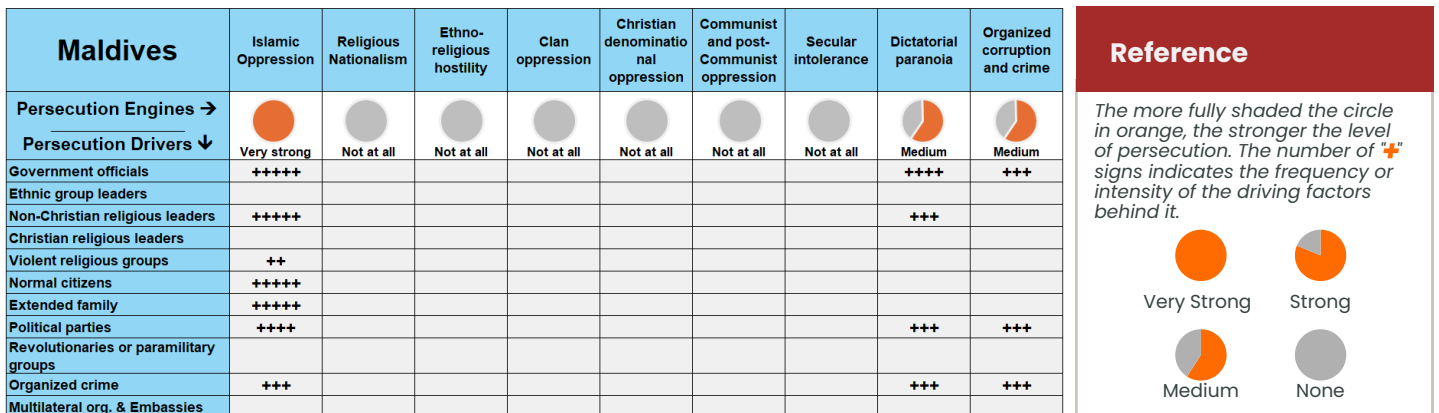 Maldives
Islamic
Oppression
Religious
Nationalism
Ethno-
religious
hostility
Clan
oppression
Christian
denominatio
nal
oppression
Communist
and post-
Communist
oppression
Secular
intolerance
Dictatorial
paranoia
Organized
corruption
and crime
Persecution Engines →
Persecution Drivers ↓
Very strong
Not at all
Not at all
Not at all
Not at all
Not at all
Not at all
Medium
Medium
Government officials +++++ ++++ +++
Ethnic group leaders
Non-Christian religious leaders +++++ +++
Christian religious leaders
Violent religious groups ++
Normal citizens +++++
Extended family +++++
Political parties ++++ +++ +++
Revolutionaries or paramilitary
groups
Organized crime +++ +++ +++
Multilateral org. & Embassies
Reference
The more fully shaded the circle
in orange, the stronger the level
of persecution. The number of "+"
signs indicates the frequency or
intensity of the driving factors
behind it.
Very Strong
Strong
Medium
None